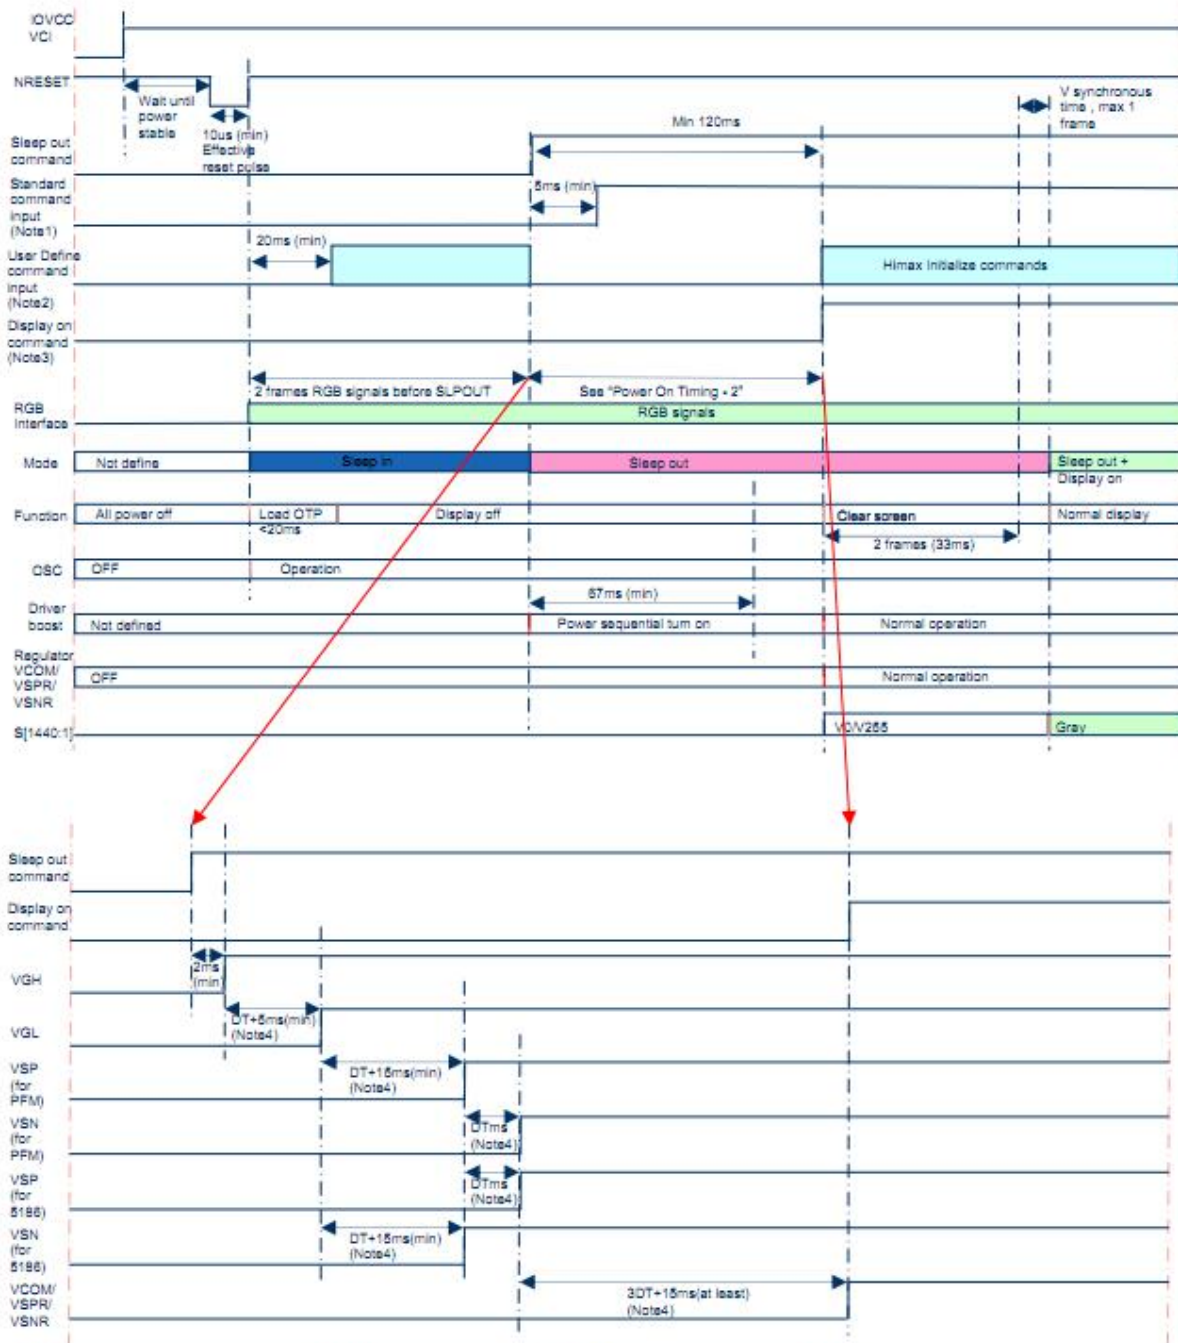 IOVCC
VCI
NRESET
Wait until
power
stable
10us (min)
Effective
reset pulse
V synchronous
time , max 1
frame
Min 120ms
Sleep out
command
Standard
command
input
(Note1)
5ms (min)
20ms (min)
User Define
command
input
(Note2)
Himax Initialize commands
Display on
command
(Note3)
2 frames RGB signals before SLPOUT
See "Power On Timing - 2"
RGB
Interface
RGB signals
Mode
Not define
Sleep in
Sleep out
Sleep out +
Display on
Function
All power off
Load OTP
<20ms
Display off
Clear screen
Normal display
2 frames (33ms)
OSC
OFF
Operation
67ms (min)
Driver
boost
Not defined
Power sequential turn on
Normal operation
Regulator
VCOM/
VSPR/
VSNR
OFF
Normal operation
S[1440:1]
V0/V255
Gray
Sleep out
command
Display on
command
VGH
2ms
(min)
VGL
DT+5ms(min)
(Note4)
VSP
(for
PFM)
DT+15ms(min)
(Note4)
VSN
(for
PFM)
DTms
(Note4)
VSP
(for
5186)
DTms
(Note4)
VSN
(for
5186)
DT+15ms(min)
(Note4)
VCOM/
VSPR/
VSNR
3DT+15ms(at least)
(Note4)